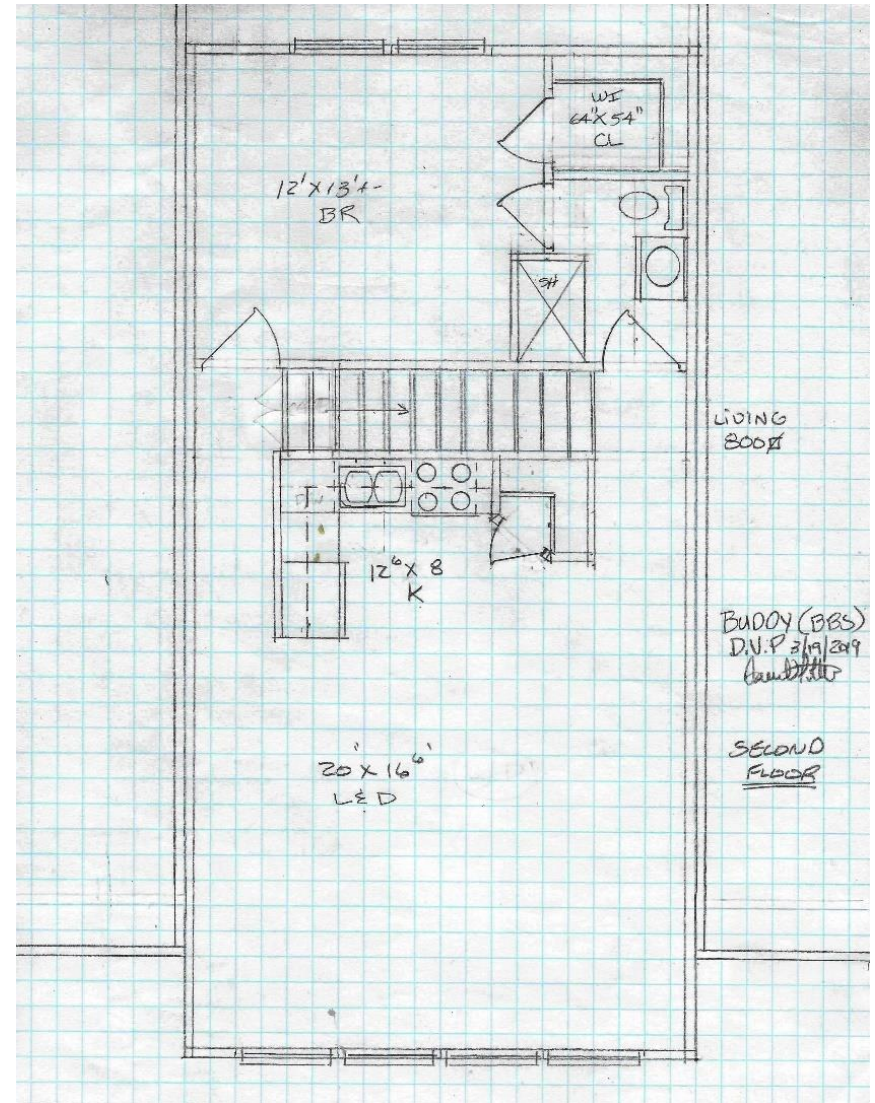 WI
64"X54"
CL
12'X13'+-
BR
SH
LIVING
800⌀
DW
12⁶X 8
K
BUDDY (BBS)
D.V.P 3/19/2019
20'X 16⁶'
L & D
SECOND
FLOOR